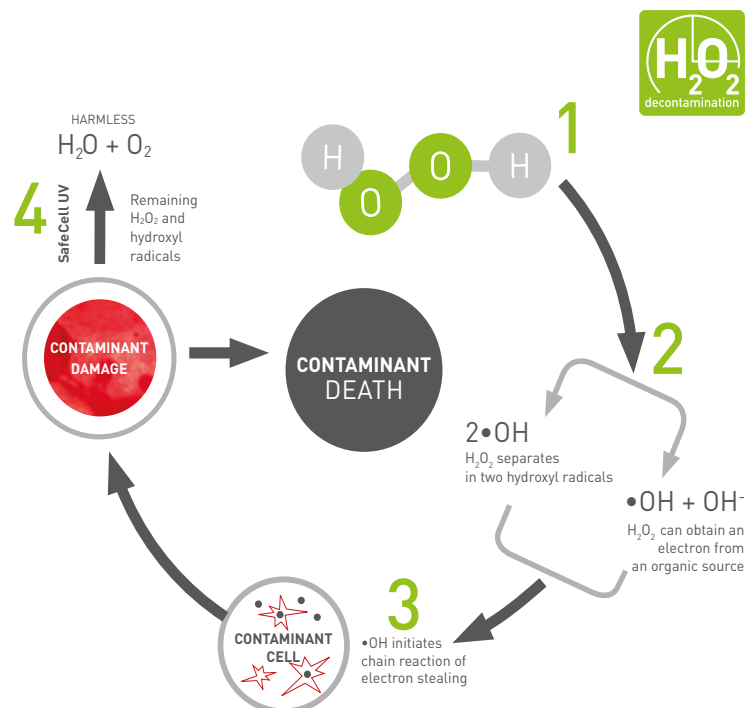 H₂O₂
decontamination
1
H
O
O
H
HARMLESS
H₂O + O₂
4
SafeCell UV
Remaining
H₂O₂ and
hydroxyl
radicals
CONTAMINANT
DAMAGE
CONTAMINANT
DEATH
2
2•OH
H₂O₂ separates
in two hydroxyl radicals
•OH + OH⁻
H₂O₂ can obtain an
electron from
an organic source
3
•OH initiates
chain reaction of
electron stealing
CONTAMINANT
CELL